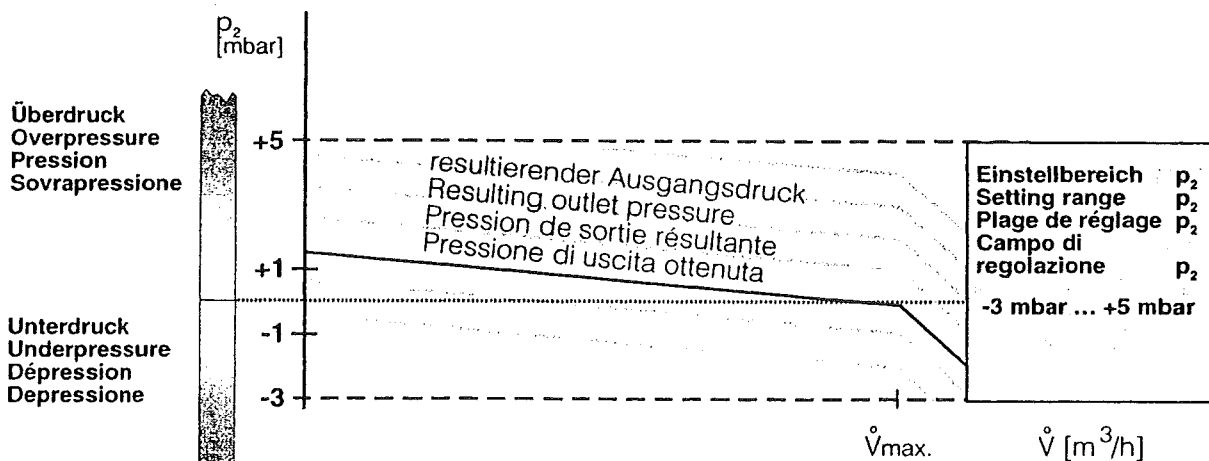 p₂
[mbar]
Überdruck
Overpressure
Pression
Sovrapressione
+5
+1
-1
-3
Unterdruck
Underpressure
Dépression
Depressione
resultierender Ausgangsdruck
Resulting outlet pressure
Pression de sortie résultante
Pressione di uscita ottenuta
Einstellbereich p₂
Setting range p₂
Plage de réglage p₂
Campo di
regolazione p₂
-3 mbar ... +5 mbar
V̊max.
V̊ [m³/h]